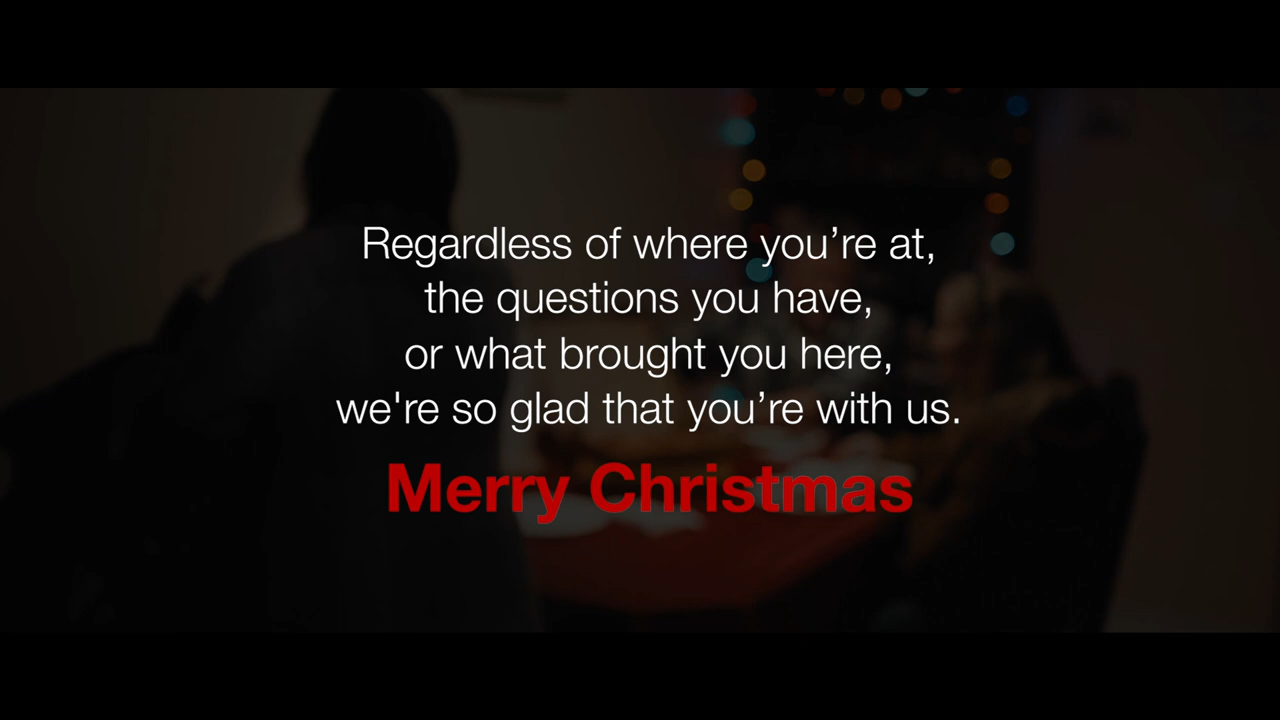 Regardless of where you’re at,
the questions you have,
or what brought you here,
we're so glad that you’re with us.
Merry Christmas